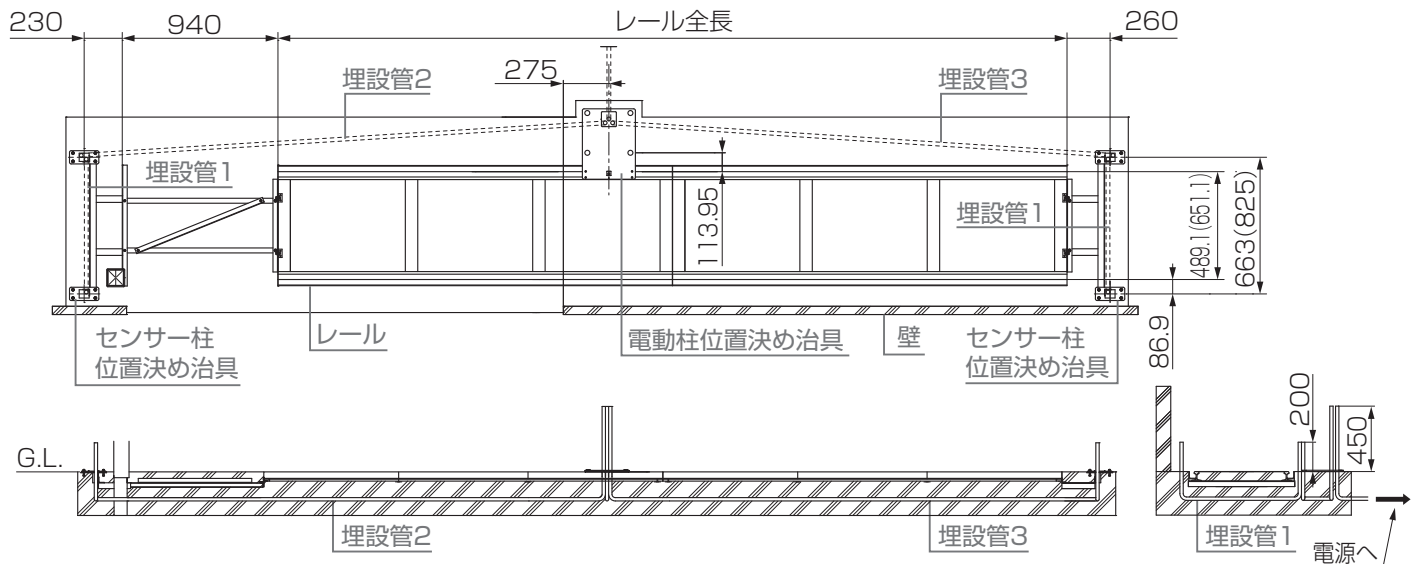 230
940
レール全長
260
275
埋設管2
埋設管3
埋設管1
埋設管1
113.95
489.1(651.1)
663(825)
86.9
センサー柱
位置決め治具
レール
電動柱位置決め治具
壁
センサー柱
位置決め治具
G.L.
200
450
埋設管2
埋設管3
埋設管1
電源へ